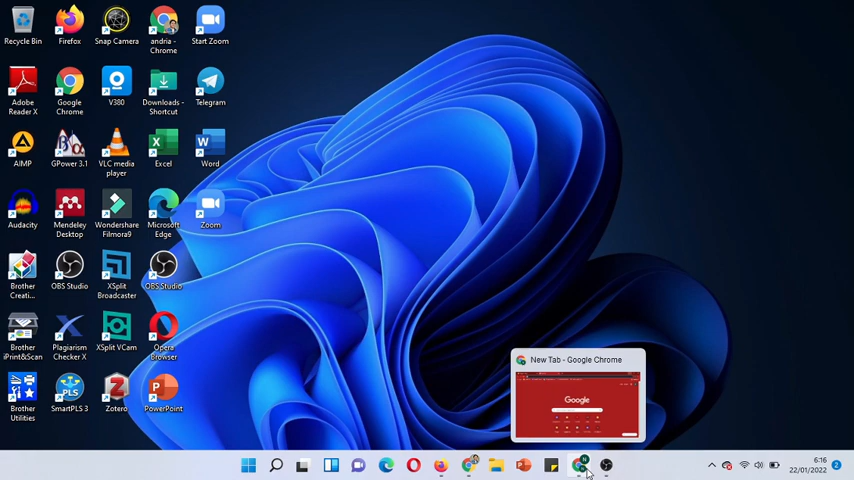 Recycle Bin
Firefox
Snap Camera
andria -
Chrome
Start Zoom
Adobe
Reader X
Google
Chrome
V380
Downloads -
Shortcut
Telegram
AIMP
GPower 3.1
VLC media
player
Excel
Word
Audacity
Mendeley
Desktop
Wondershare
Filmora9
Microsoft
Edge
Zoom
Brother
Creati...
OBS Studio
XSplit
Broadcaster
OBS Studio
Brother
iPrint&Scan
Plagiarism
Checker X
XSplit VCam
Opera
Browser
Brother
Utilities
SmartPLS 3
Zotero
PowerPoint
New Tab - Google Chrome
Google
6:16
22/01/2022
2